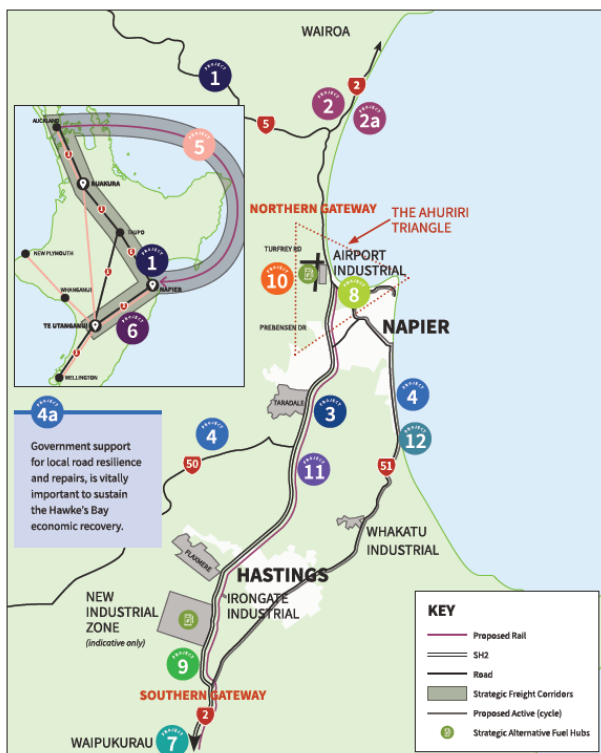 WAIROA
PROJECT
1
PROJECT
2
2
PROJECT
2a
5
AUCKLAND
PROJECT
5
RUAKURA
TAUPO
NEW PLYMOUTH
PROJECT
1
WHANGANUI
NAPIER
TE UTANGANUI
PROJECT
6
WELLINGTON
NORTHERN GATEWAY
THE AHURIRI
TRIANGLE
TURFREY RD
AIRPORT
INDUSTRIAL
PROJECT
10
PROJECT
8
PREBENSEN DR
NAPIER
PROJECT
4a
Government support
for local road resilience
and repairs, is vitally
important to sustain
the Hawke's Bay
economic recovery.
TARADALE
PROJECT
3
PROJECT
4
PROJECT
4
PROJECT
12
50
PROJECT
11
51
WHAKATU
INDUSTRIAL
FLAXMERE
HASTINGS
NEW
INDUSTRIAL
ZONE
(indicative only)
IRONGATE
INDUSTRIAL
PROJECT
9
SOUTHERN GATEWAY
2
WAIPUKURAU
PROJECT
7
KEY
Proposed Rail
SH2
Road
Strategic Freight Corridors
Proposed Active (cycle)
Strategic Alternative Fuel Hubs